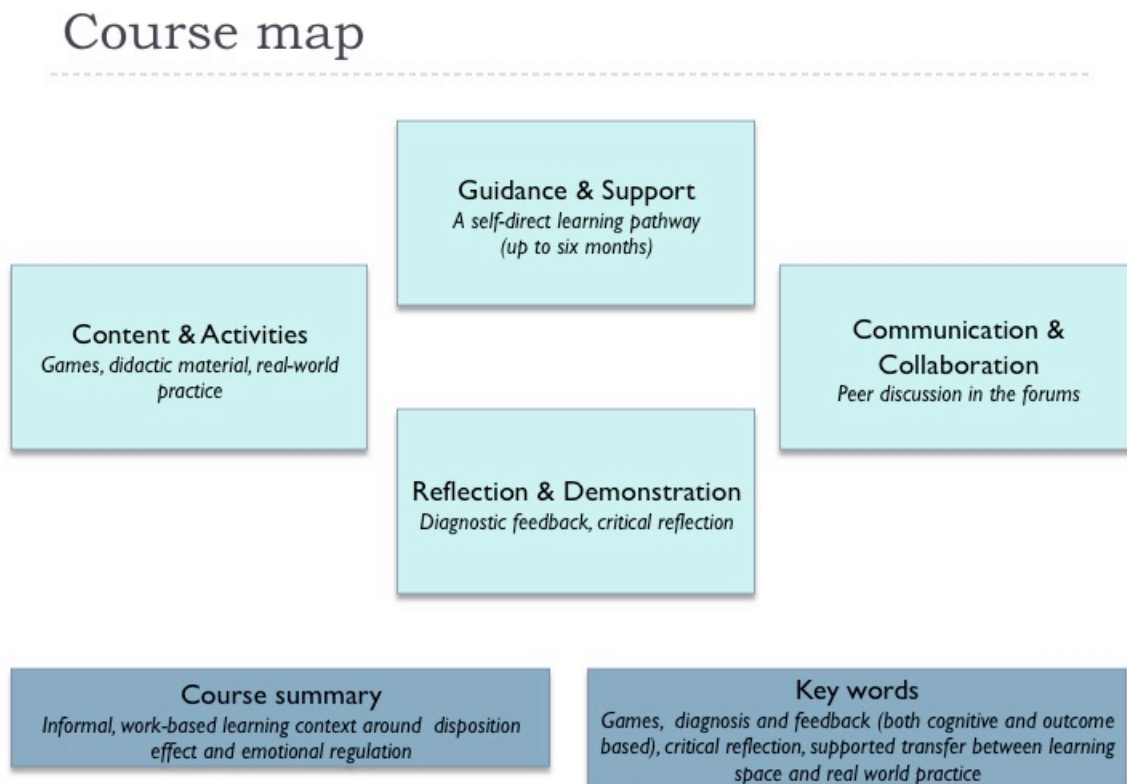 Course map
Guidance & Support
A self-direct learning pathway
(up to six months)
Content & Activities
Games, didactic material, real-world
practice
Communication &
Collaboration
Peer discussion in the forums
Reflection & Demonstration
Diagnostic feedback, critical reflection
Course summary
Informal, work-based learning context around disposition
effect and emotional regulation
Key words
Games, diagnosis and feedback (both cognitive and outcome
based), critical reflection, supported transfer between learning
space and real world practice